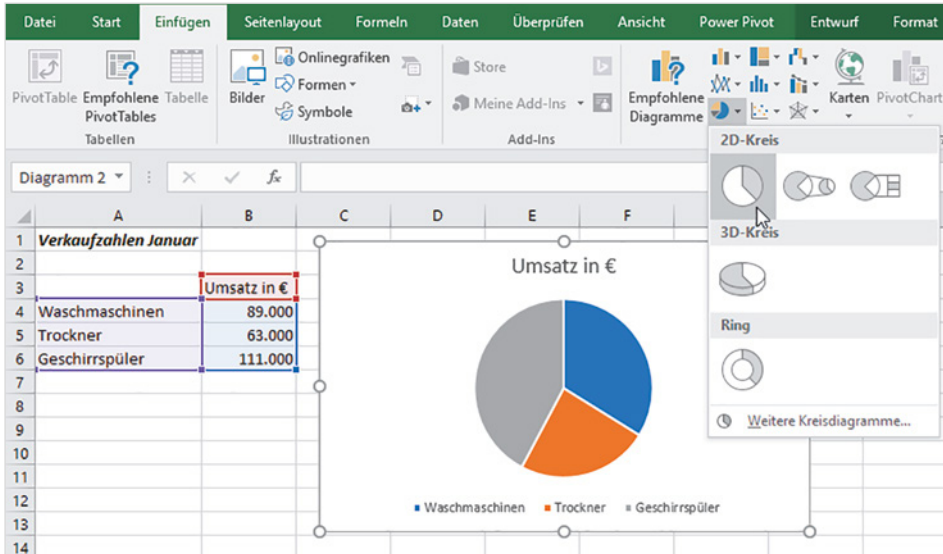 Datei Start Einfügen Seitenlayout Formeln Daten Überprüfen Ansicht Power Pivot Entwurf Format
PivotTable Empfohlene PivotTables Tabelle
Tabellen
Bilder Onlinegrafiken
Formen
Symbole
Illustrationen
Store
Meine Add-Ins
Add-Ins
Empfohlene Diagramme
Karten PivotChart
2D-Kreis
3D-Kreis
Ring
Weitere Kreisdiagramme...
Diagramm 2 fx
A B C D E F
1 Verkaufzahlen Januar
2
3 Umsatz in €
4 Waschmaschinen 89.000
5 Trockner 63.000
6 Geschirrspüler 111.000
7
8
9
10
11
12
13
14
Umsatz in €
Waschmaschinen Trockner Geschirrspüler